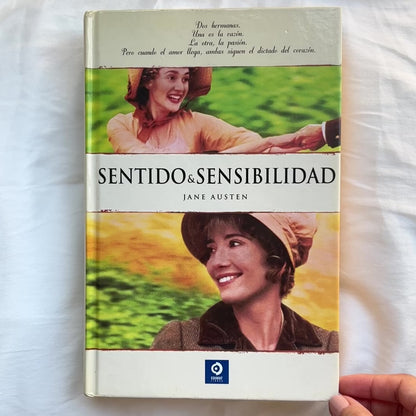 Dos hermanas.
Una es la razón.
La otra, la pasión.
Pero cuando el amor llega, ambas siguen el dictado del corazón.
SENTIDO & SENSIBILIDAD
JANE AUSTEN